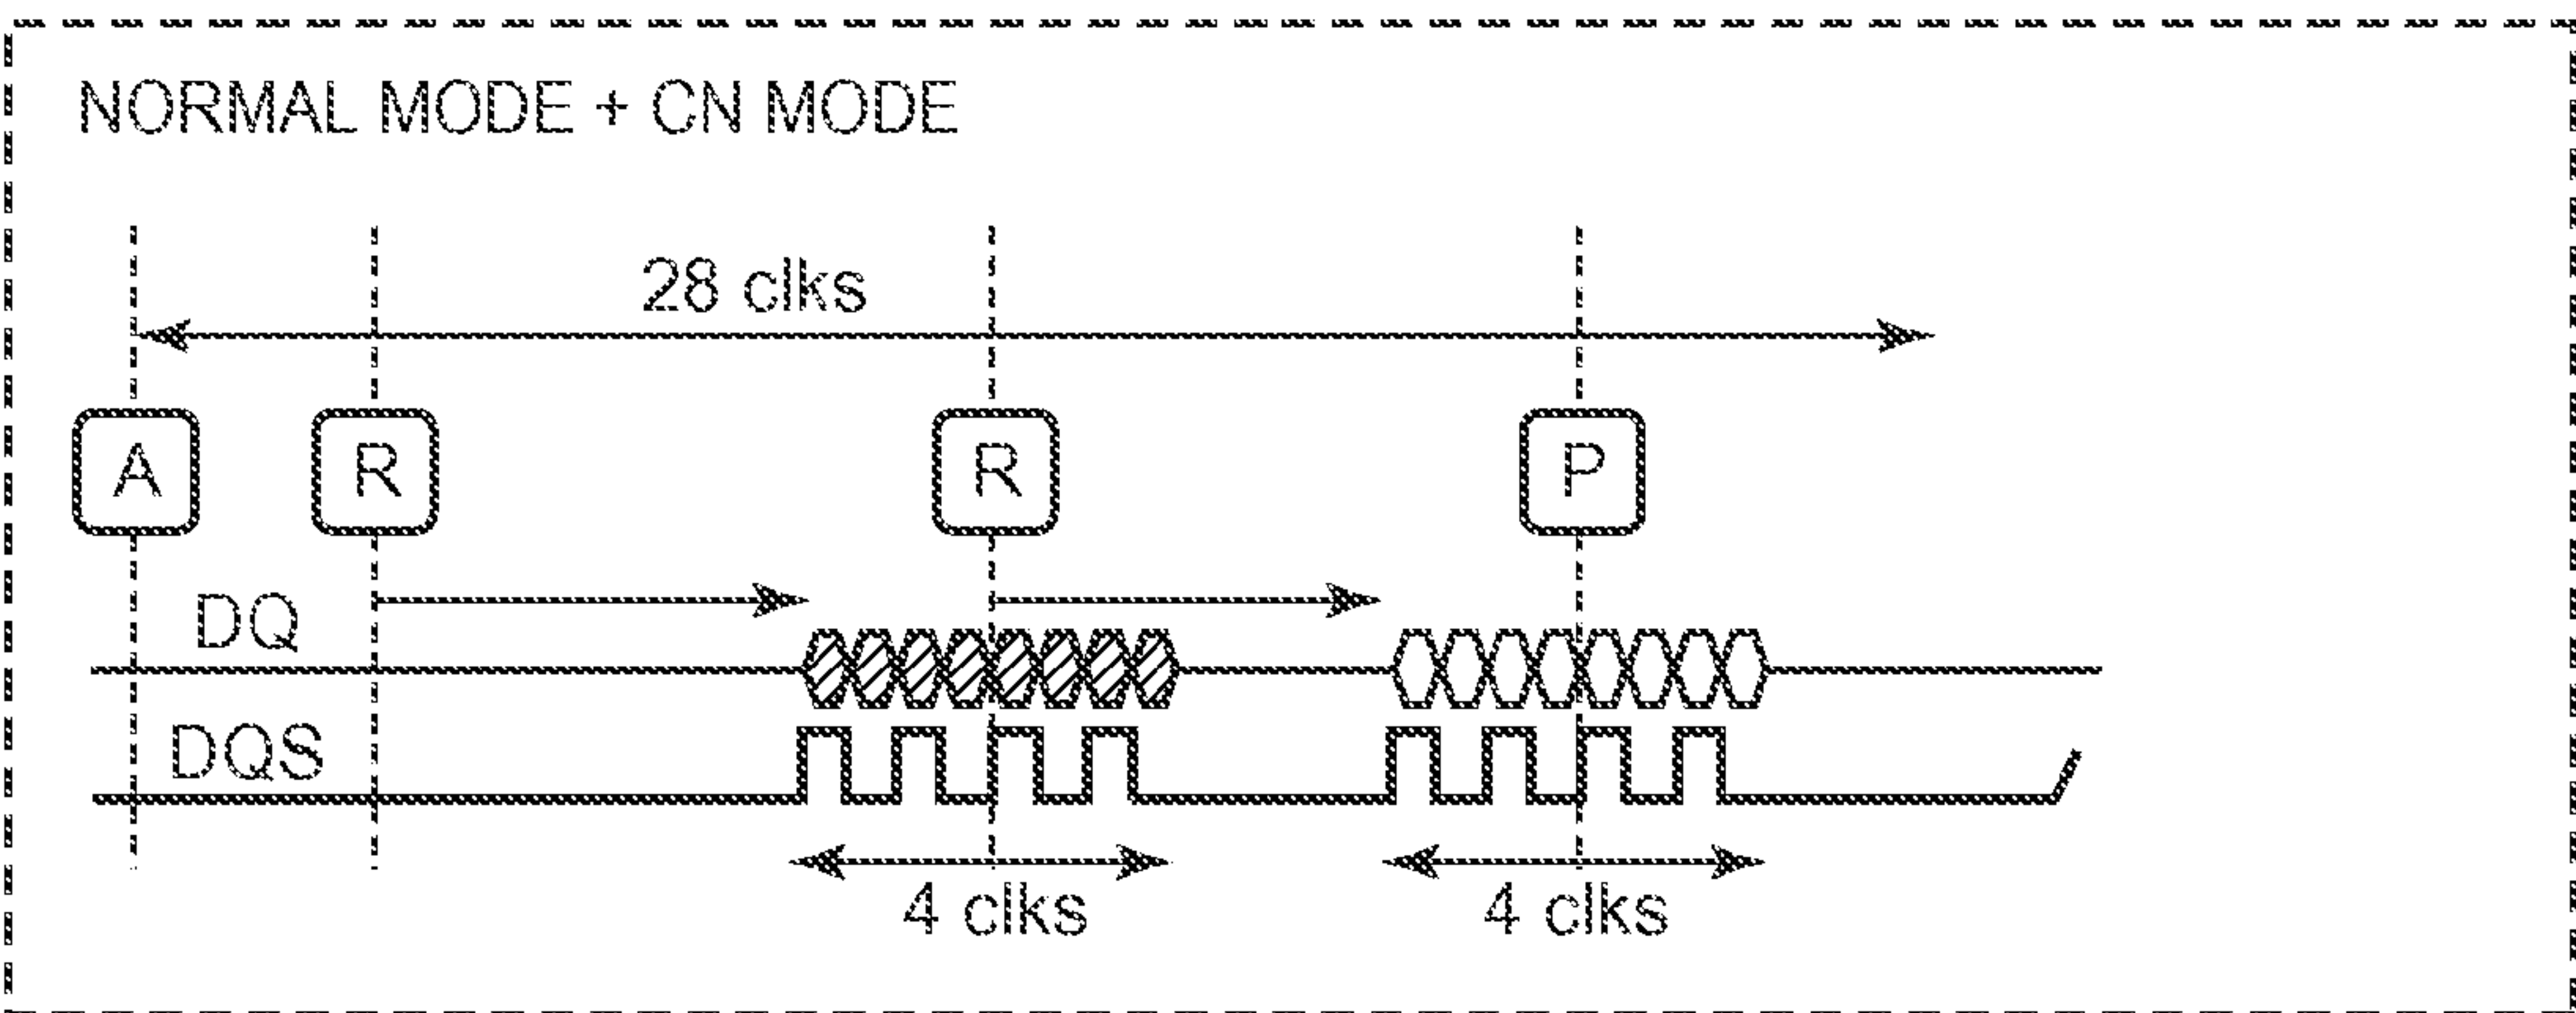 NORMAL MODE + CN MODE
28 clks
A R R P
DQ
DQS
4 clks 4 clks